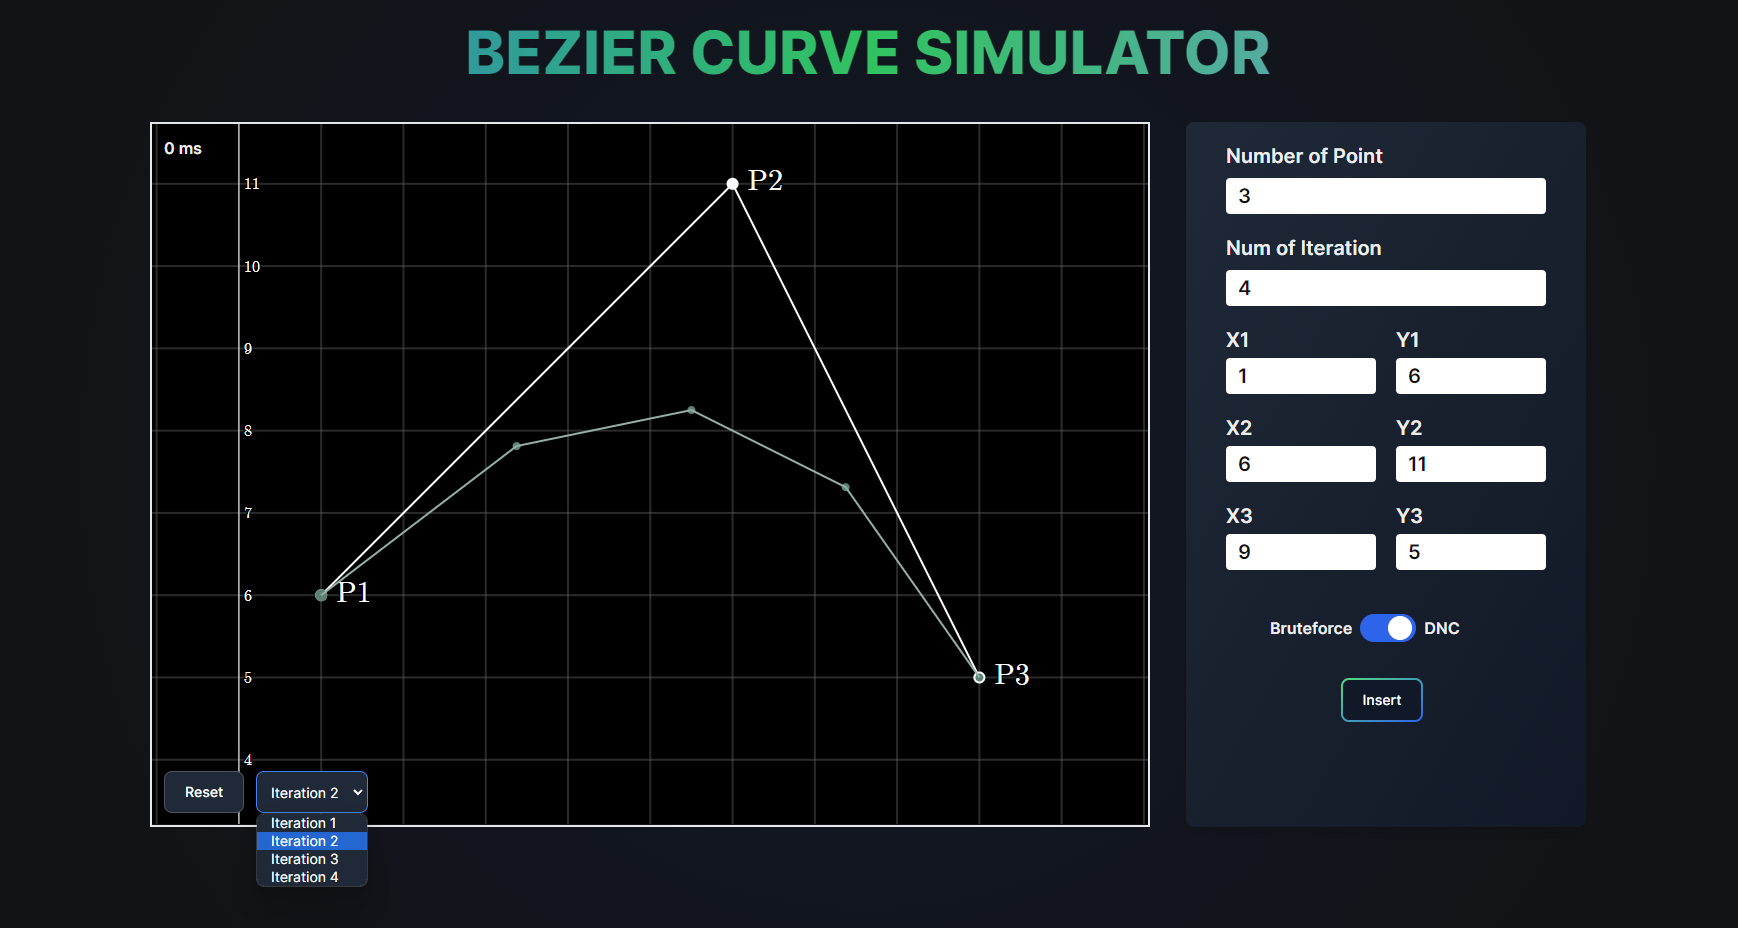 BEZIER CURVE SIMULATOR
0 ms
11
P2
10
9
8
7
6
P1
5
P3
4
Reset
Iteration 2
Iteration 1
Iteration 2
Iteration 3
Iteration 4
Number of Point
3
Num of Iteration
4
X1 Y1
1 6
X2 Y2
6 11
X3 Y3
9 5
Bruteforce DNC
Insert